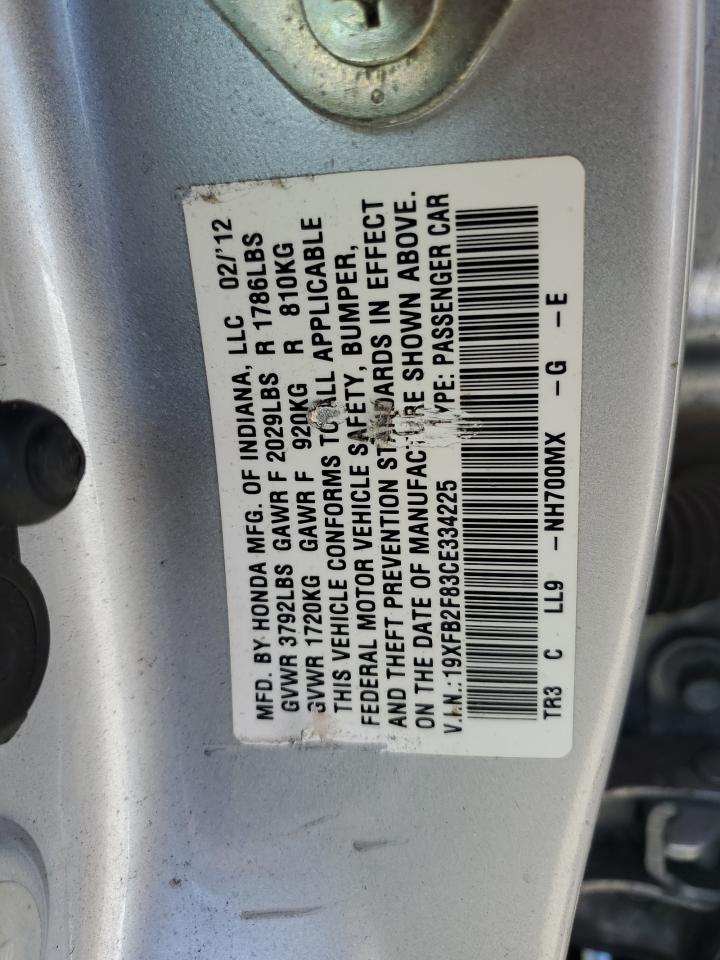 MFD. BY HONDA MFG. OF INDIANA, LLC 02/'12
GVWR 3792LBS GAWR F 2029LBS R 1786LBS
GVWR 1720KG GAWR F 920KG R 810KG
THIS VEHICLE CONFORMS TO ALL APPLICABLE
FEDERAL MOTOR VEHICLE SAFETY, BUMPER,
AND THEFT PREVENTION STANDARDS IN EFFECT
ON THE DATE OF MANUFACTURE SHOWN ABOVE.
V.I.N.:19XFB2F83CE334225 TYPE: PASSENGER CAR
TR3 C LL9 -NH700MX -G -E